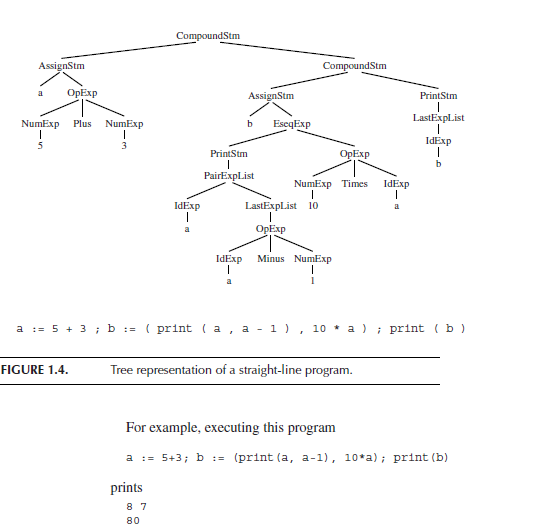 CompoundStm
AssignStm CompoundStm
a OpExp AssignStm PrintStm
NumExp Plus NumExp b EseqExp LastExpList
5 3 PrintStm OpExp IdExp
PairExpList NumExp Times IdExp b
IdExp LastExpList 10 a
a OpExp
IdExp Minus NumExp
a 1
a := 5 + 3 ; b := ( print ( a , a - 1 ) , 10 * a ) ; print ( b )
FIGURE 1.4. Tree representation of a straight-line program.
For example, executing this program
a := 5+3; b := (print(a, a-1), 10*a); print(b)
prints
8 7
80